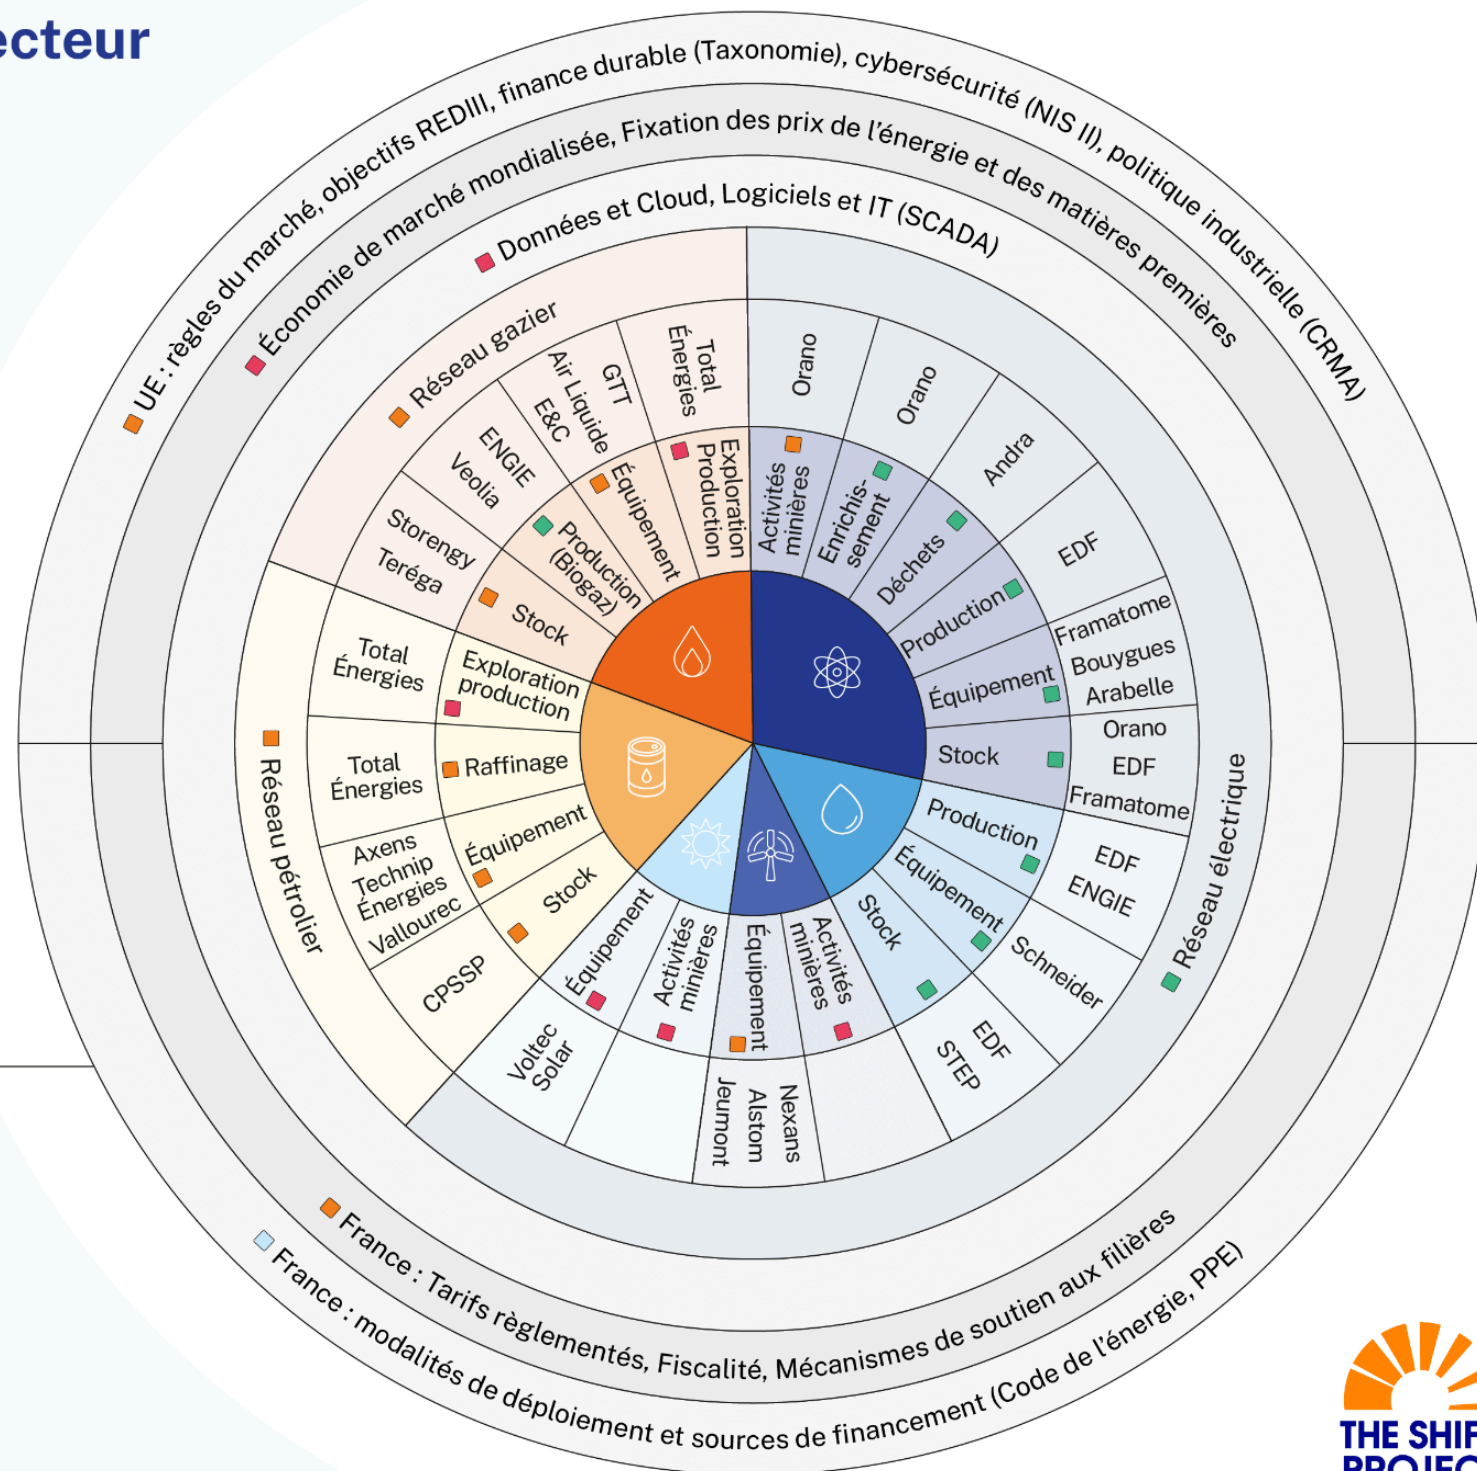 ecteur
UE : règles du marché, objectifs REDIII, finance durable (Taxonomie), cybersécurité (NIS II), politique industrielle (CRMA)
Économie de marché mondialisée, Fixation des prix de l'énergie et des matières premières
Données et Cloud, Logiciels et IT (SCADA)
Réseau gazier
Total
Énergies
Exploration
Production
GTT
Air Liquide
E&C
Équipement
ENGIE
Veolia
Production
(Biogaz)
Storengy
Teréga
Stock
Orano
Activités
minières
Orano
Enrichis-
sement
Andra
Déchets
EDF
Production
Framatome
Bouygues
Arabelle
Équipement
Orano
EDF
Framatome
Stock
Réseau électrique
EDF
ENGIE
Production
Schneider
Équipement
EDF
STEP
Stock
Activités
minières
Équipement
Nexans
Alstom
Jeumont
Activités
minières
Équipement
Voltec
Solar
Réseau pétrolier
Total
Énergies
Exploration
production
Total
Énergies
Raffinage
Axens
Technip
Énergies
Vallourec
Équipement
CPSSP
Stock
France : Tarifs règlementés, Fiscalité, Mécanismes de soutien aux filières
France : modalités de déploiement et sources de financement (Code de l'énergie, PPE)
THE SHIF
PROJEC